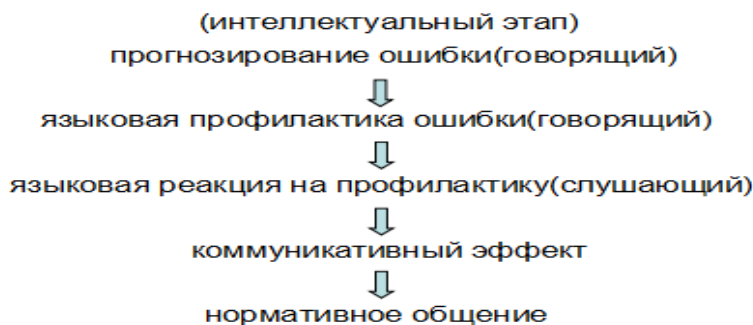 (интеллектуальный этап)
прогнозирование ошибки(говорящий)
языковая профилактика ошибки(говорящий)
языковая реакция на профилактику(слушающий)
коммуникативный эффект
нормативное общение